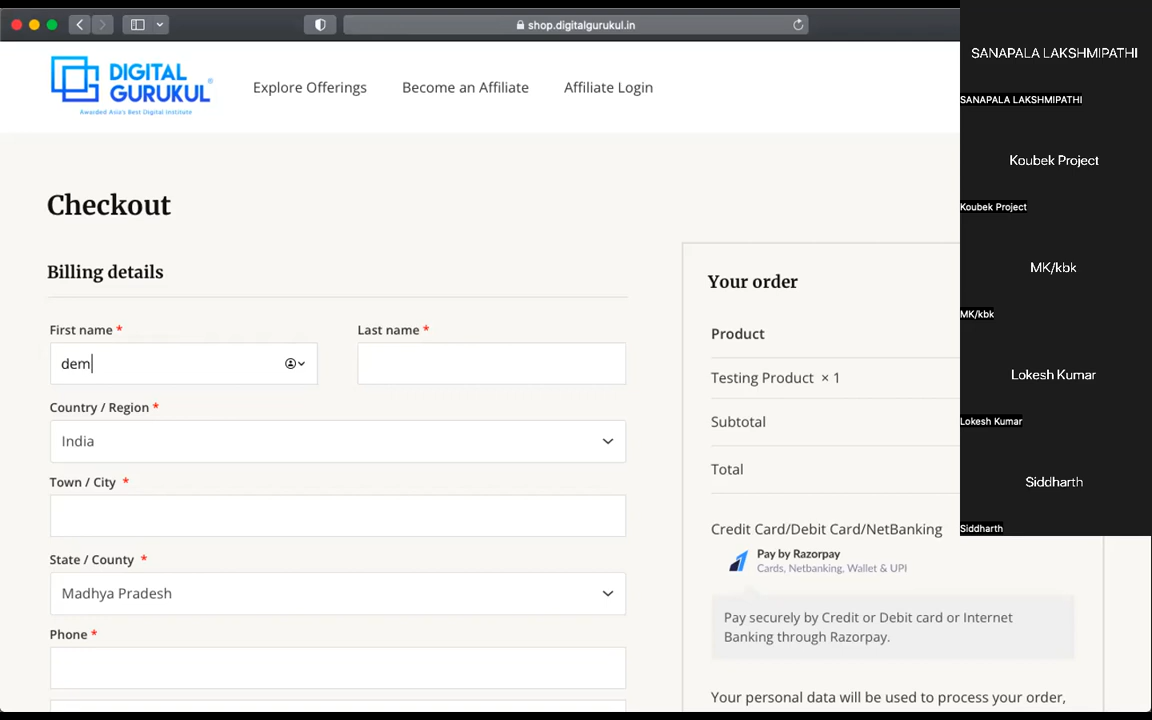 shop.digitalgurukul.in
DIGITAL
GURUKUL
Awarded Asia's Best Digital Institute
Explore Offerings
Become an Affiliate
Affiliate Login
Checkout
Billing details
First name *
dem
Last name *
Country / Region *
India
Town / City *
State / County *
Madhya Pradesh
Phone *
Your order
Product
Testing Product × 1
Subtotal
Total
Credit Card/Debit Card/NetBanking
Pay by Razorpay
Cards, Netbanking, Wallet & UPI
Pay securely by Credit or Debit card or Internet
Banking through Razorpay.
Your personal data will be used to process your order,
SANAPALA LAKSHMIPATHI
SANAPALA LAKSHMIPATHI
Koubek Project
Koubek Project
MK/kbk
MK/kbk
Lokesh Kumar
Lokesh Kumar
Siddharth
Siddharth